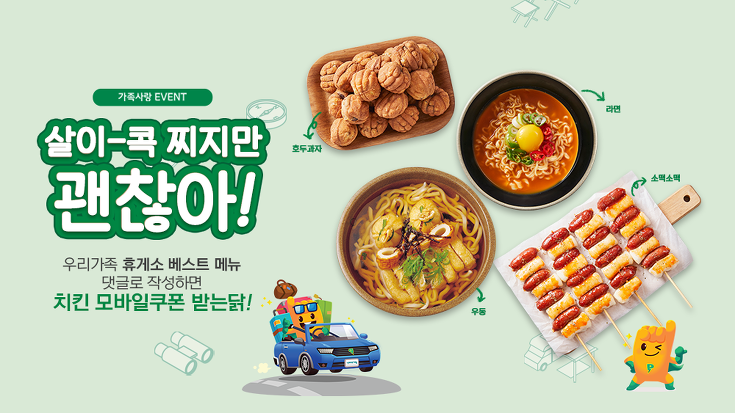 가족사랑 EVENT
살이-콕 찌지만
괜찮아!
우리가족 휴게소 베스트 메뉴
댓글로 작성하면
치킨 모바일쿠폰 받는닭!
호두과자
라면
소떡소떡
우동
P